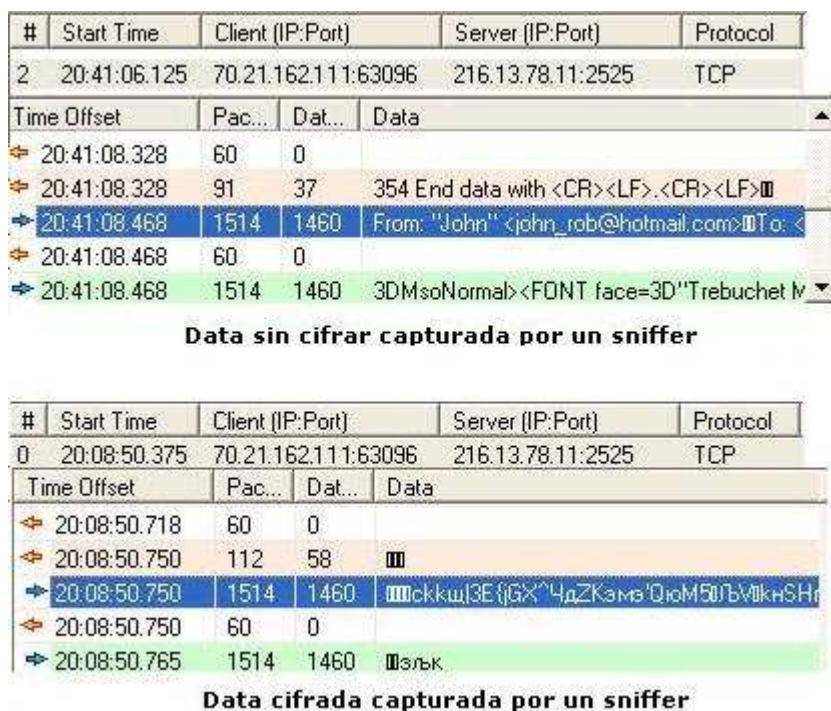 # Start Time Client (IP:Port) Server (IP:Port) Protocol
2 20:41:06.125 70.21.162.111:63096 216.13.78.11:2525 TCP
Time Offset Pac... Dat... Data
20:41:08.328 60 0
20:41:08.328 91 37 354 End data with <CR><LF>.<CR><LF>
20:41:08.468 1514 1460 From: "John" <john_rob@hotmail.com> To: <
20:41:08.468 60 0
20:41:08.468 1514 1460 3DMsoNormal><FONT face=3D"Trebuchet M
Data sin cifrar capturada por un sniffer
# Start Time Client (IP:Port) Server (IP:Port) Protocol
0 20:08:50.375 70.21.162.111:63096 216.13.78.11:2525 TCP
Time Offset Pac... Dat... Data
20:08:50.718 60 0
20:08:50.750 112 58
20:08:50.750 1514 1460
20:08:50.750 60 0
20:08:50.765 1514 1460 зљк
Data cifrada capturada por un sniffer